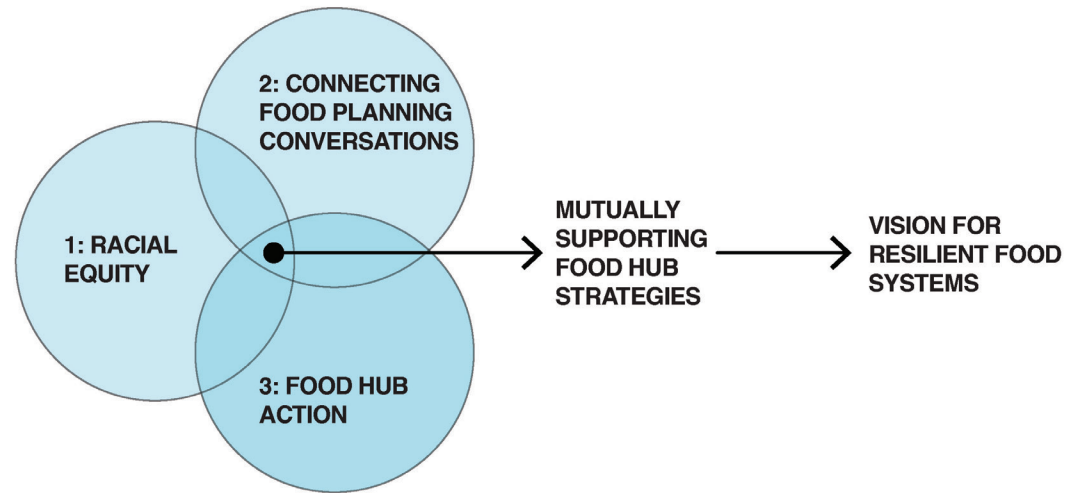 2: CONNECTING
FOOD PLANNING
CONVERSATIONS
1: RACIAL
EQUITY
3: FOOD HUB
ACTION
MUTUALLY
SUPPORTING
FOOD HUB
STRATEGIES
VISION FOR
RESILIENT FOOD
SYSTEMS